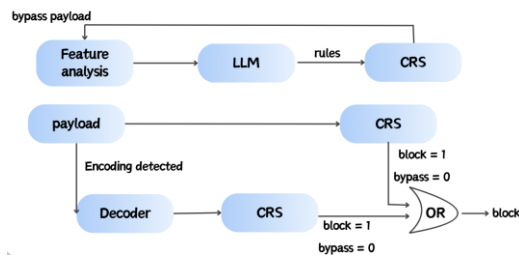 bypass payload
Feature
analysis
LLM
rules
CRS
payload
CRS
Encoding detected
block = 1
bypass = 0
Decoder
CRS
block = 1
bypass = 0
OR
block